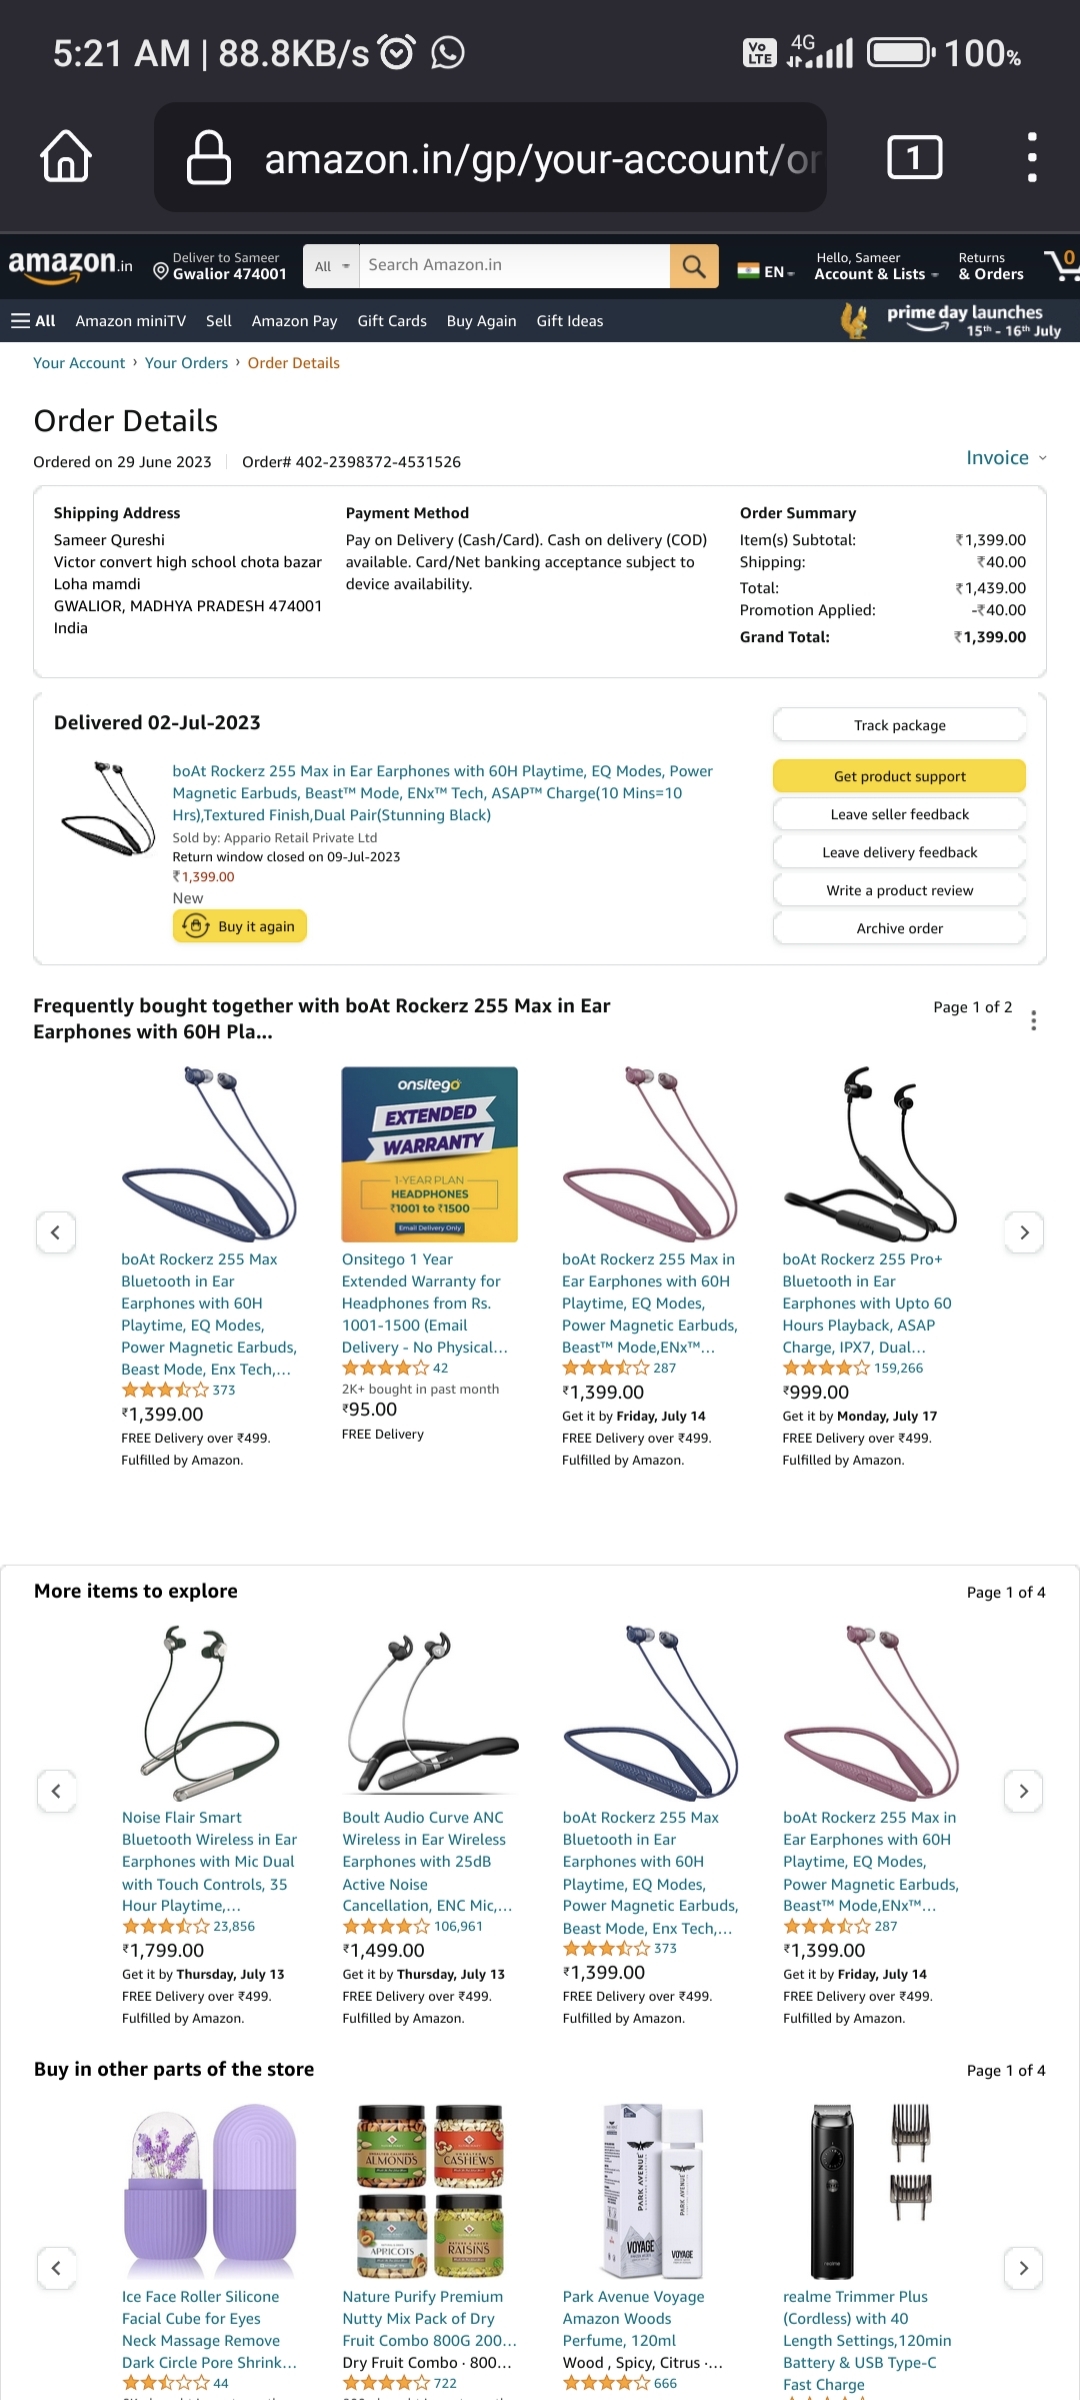 5:21 AM | 88.8KB/s
Vo LTE 4G 100%
amazon.in/gp/your-account/or
1
amazon.in
Deliver to Sameer
Gwalior 474001
All
Search Amazon.in
EN
Hello, Sameer
Account & Lists
Returns
& Orders
0
All Amazon miniTV Sell Amazon Pay Gift Cards Buy Again Gift Ideas
prime day launches
15th - 16th July
Your Account › Your Orders › Order Details
Order Details
Ordered on 29 June 2023 Order# 402-2398372-4531526
Invoice
Shipping Address
Sameer Qureshi
Victor convert high school chota bazar
Loha mamdi
GWALIOR, MADHYA PRADESH 474001
India
Payment Method
Pay on Delivery (Cash/Card). Cash on delivery (COD)
available. Card/Net banking acceptance subject to
device availability.
Order Summary
Item(s) Subtotal: ₹1,399.00
Shipping: ₹40.00
Total: ₹1,439.00
Promotion Applied: -₹40.00
Grand Total: ₹1,399.00
Delivered 02-Jul-2023
boAt Rockerz 255 Max in Ear Earphones with 60H Playtime, EQ Modes, Power
Magnetic Earbuds, Beast™ Mode, ENx™ Tech, ASAP™ Charge(10 Mins=10
Hrs),Textured Finish,Dual Pair(Stunning Black)
Sold by: Appario Retail Private Ltd
Return window closed on 09-Jul-2023
₹1,399.00
New
Buy it again
Track package
Get product support
Leave seller feedback
Leave delivery feedback
Write a product review
Archive order
Frequently bought together with boAt Rockerz 255 Max in Ear
Earphones with 60H Pla...
Page 1 of 2
boAt Rockerz 255 Max
Bluetooth in Ear
Earphones with 60H
Playtime, EQ Modes,
Power Magnetic Earbuds,
Beast Mode, Enx Tech,...
373
₹1,399.00
FREE Delivery over ₹499.
Fulfilled by Amazon.
onsitego
EXTENDED
WARRANTY
1-YEAR PLAN
HEADPHONES
₹1001 to ₹1500
Email Delivery Only
Onsitego 1 Year
Extended Warranty for
Headphones from Rs.
1001-1500 (Email
Delivery - No Physical...
42
2K+ bought in past month
₹95.00
FREE Delivery
boAt Rockerz 255 Max in
Ear Earphones with 60H
Playtime, EQ Modes,
Power Magnetic Earbuds,
Beast™ Mode,ENx™...
287
₹1,399.00
Get it by Friday, July 14
FREE Delivery over ₹499.
Fulfilled by Amazon.
boAt Rockerz 255 Pro+
Bluetooth in Ear
Earphones with Upto 60
Hours Playback, ASAP
Charge, IPX7, Dual...
159,266
₹999.00
Get it by Monday, July 17
FREE Delivery over ₹499.
Fulfilled by Amazon.
More items to explore
Page 1 of 4
Noise Flair Smart
Bluetooth Wireless in Ear
Earphones with Mic Dual
with Touch Controls, 35
Hour Playtime,...
23,856
₹1,799.00
Get it by Thursday, July 13
FREE Delivery over ₹499.
Fulfilled by Amazon.
Boult Audio Curve ANC
Wireless in Ear Wireless
Earphones with 25dB
Active Noise
Cancellation, ENC Mic,...
106,961
₹1,499.00
Get it by Thursday, July 13
FREE Delivery over ₹499.
Fulfilled by Amazon.
boAt Rockerz 255 Max
Bluetooth in Ear
Earphones with 60H
Playtime, EQ Modes,
Power Magnetic Earbuds,
Beast Mode, Enx Tech,...
373
₹1,399.00
FREE Delivery over ₹499.
Fulfilled by Amazon.
boAt Rockerz 255 Max in
Ear Earphones with 60H
Playtime, EQ Modes,
Power Magnetic Earbuds,
Beast™ Mode,ENx™...
287
₹1,399.00
Get it by Friday, July 14
FREE Delivery over ₹499.
Fulfilled by Amazon.
Buy in other parts of the store
Page 1 of 4
Ice Face Roller Silicone
Facial Cube for Eyes
Neck Massage Remove
Dark Circle Pore Shrink...
44
ALMONDS
CASHEWS
APRICOTS
RAISINS
Nature Purify Premium
Nutty Mix Pack of Dry
Fruit Combo 800G 200...
Dry Fruit Combo · 800...
722
PARK AVENUE
VOYAGE
PARK AVENUE
VOYAGE
Park Avenue Voyage
Amazon Woods
Perfume, 120ml
Wood , Spicy, Citrus ·...
666
realme
realme Trimmer Plus
(Cordless) with 40
Length Settings,120min
Battery & USB Type-C
Fast Charge